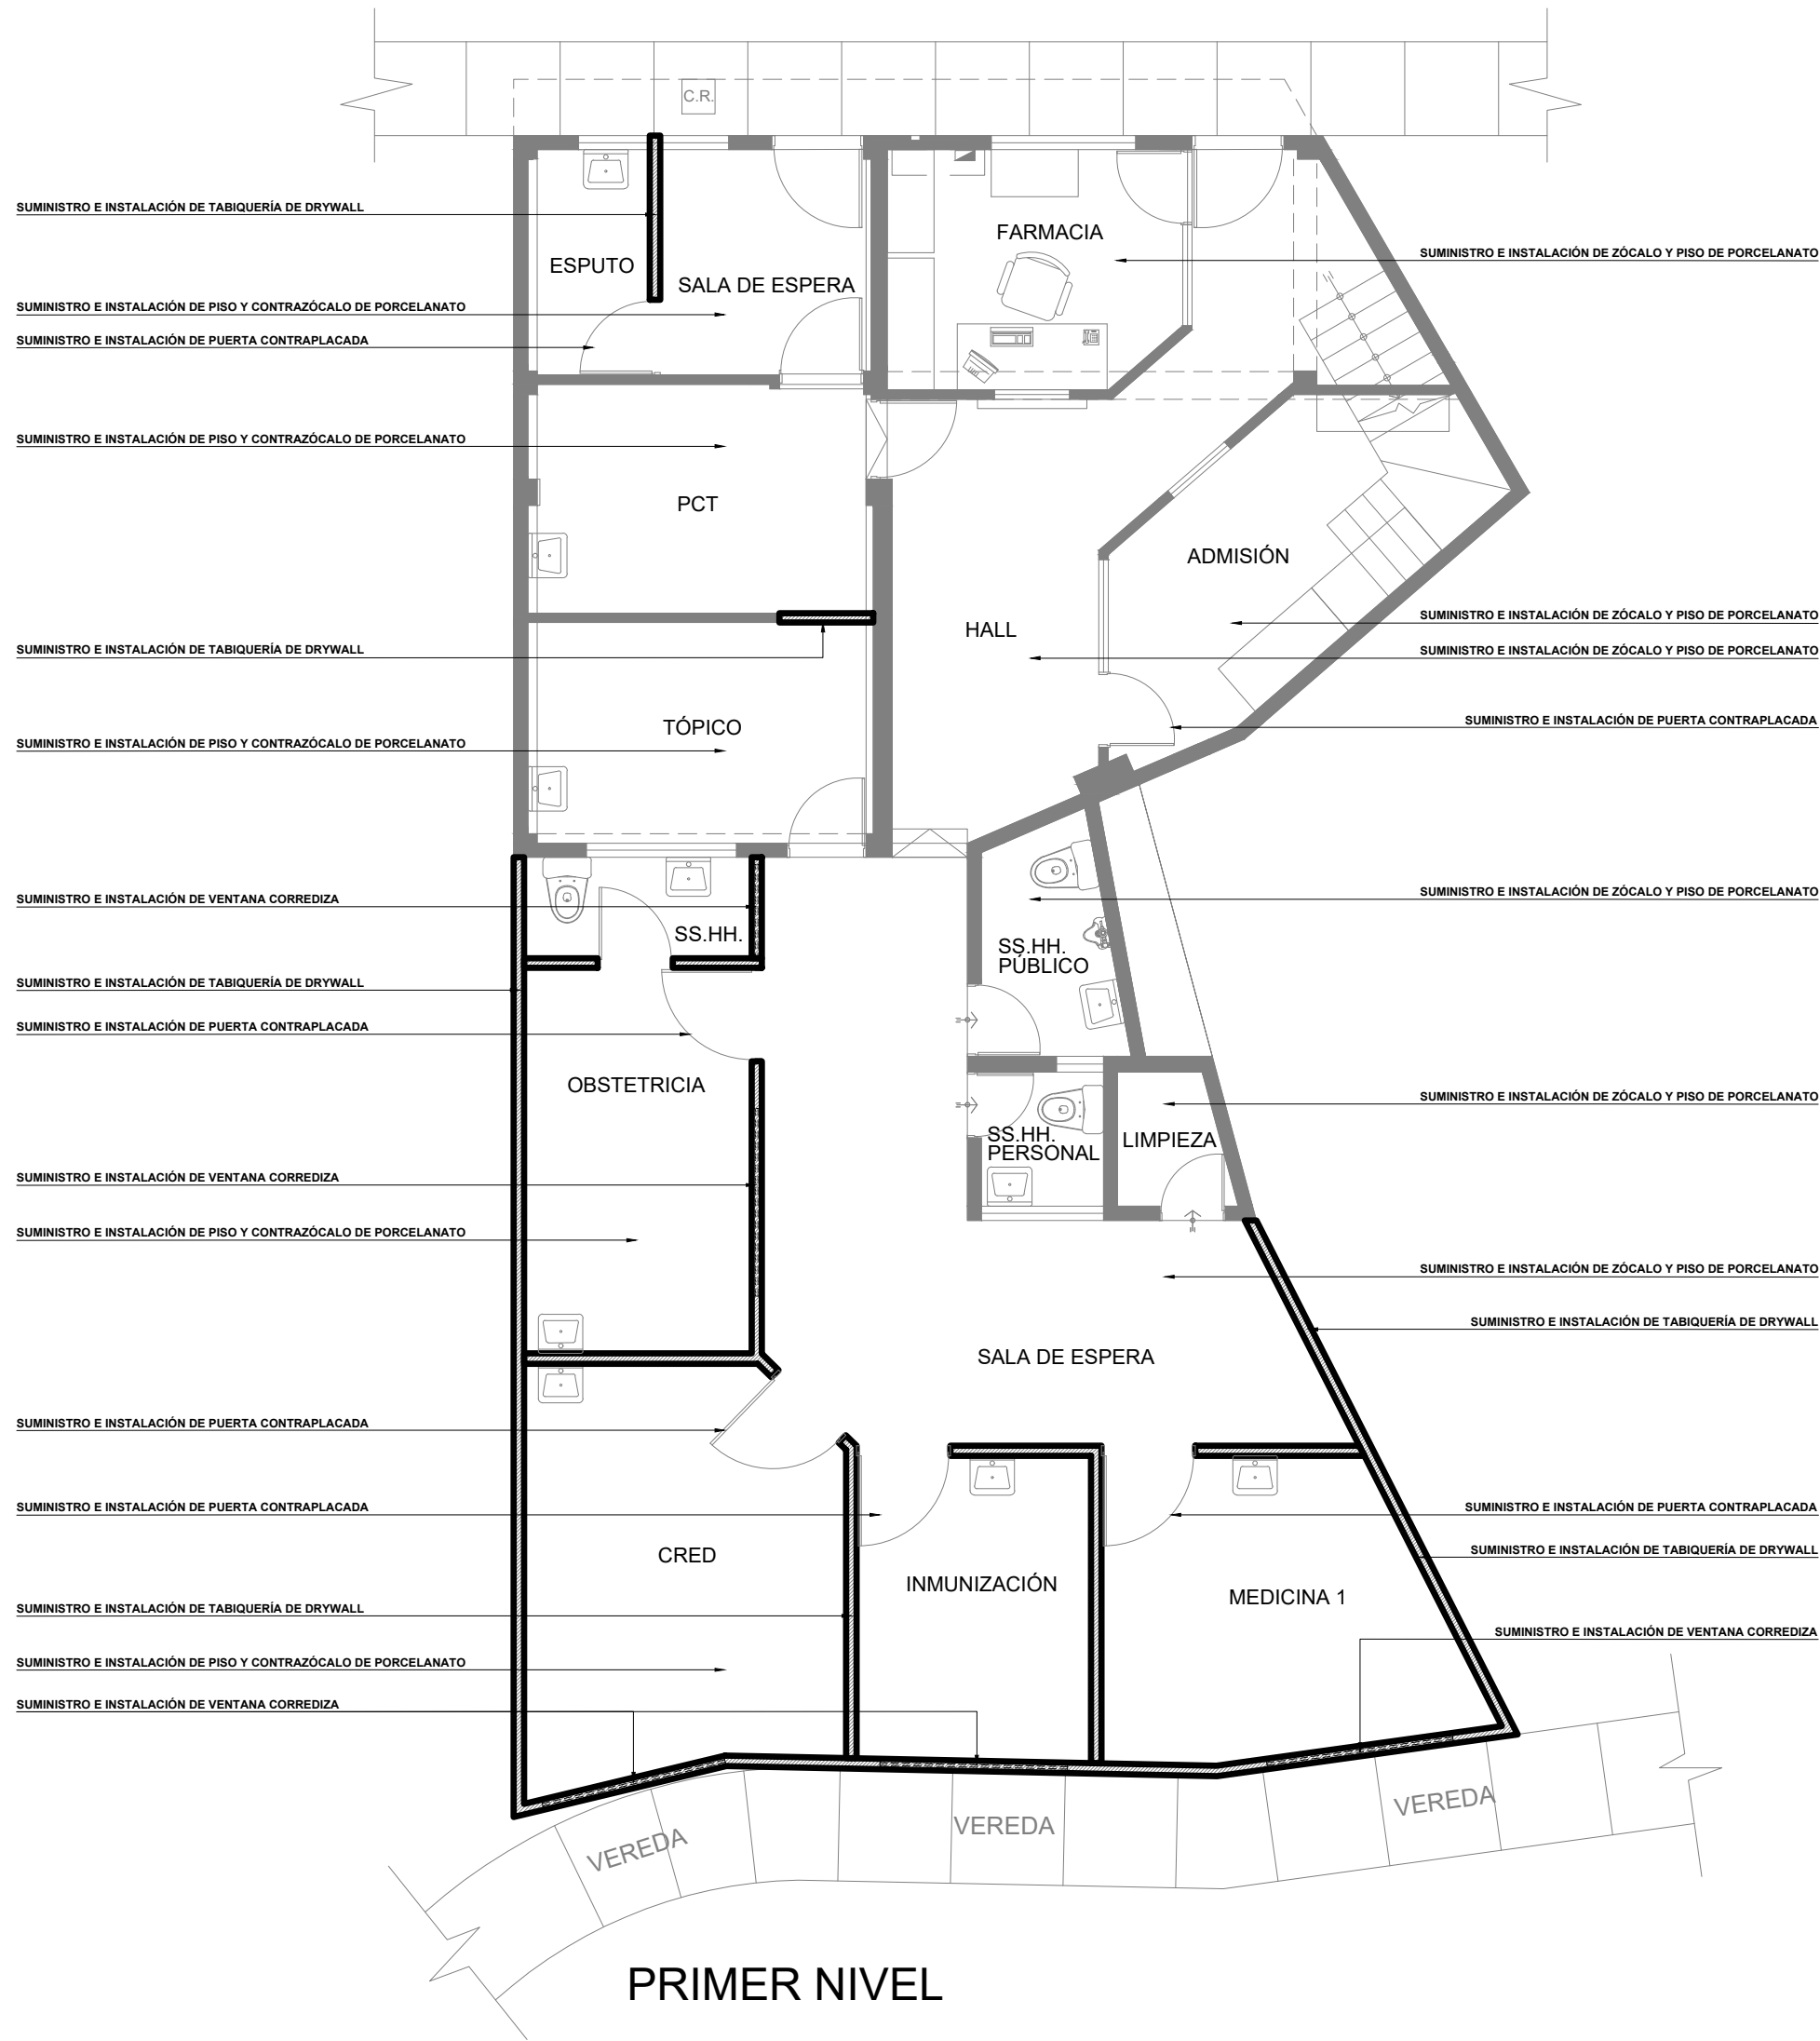 C.R.
SUMINISTRO E INSTALACIÓN DE TABIQUERÍA DE DRYWALL
FARMACIA
SUMINISTRO E INSTALACIÓN DE ZÓCALO Y PISO DE PORCELANATO
ESPUTO
SALA DE ESPERA
SUMINISTRO E INSTALACIÓN DE PISO Y CONTRAZÓCALO DE PORCELANATO
SUMINISTRO E INSTALACIÓN DE PUERTA CONTRAPLACADA
SUMINISTRO E INSTALACIÓN DE PISO Y CONTRAZÓCALO DE PORCELANATO
PCT
ADMISIÓN
SUMINISTRO E INSTALACIÓN DE ZÓCALO Y PISO DE PORCELANATO
HALL
SUMINISTRO E INSTALACIÓN DE TABIQUERÍA DE DRYWALL
SUMINISTRO E INSTALACIÓN DE ZÓCALO Y PISO DE PORCELANATO
SUMINISTRO E INSTALACIÓN DE PUERTA CONTRAPLACADA
TÓPICO
SUMINISTRO E INSTALACIÓN DE PISO Y CONTRAZÓCALO DE PORCELANATO
SUMINISTRO E INSTALACIÓN DE VENTANA CORREDIZA
SUMINISTRO E INSTALACIÓN DE ZÓCALO Y PISO DE PORCELANATO
SS.HH.
SS.HH.
PÚBLICO
SUMINISTRO E INSTALACIÓN DE TABIQUERÍA DE DRYWALL
SUMINISTRO E INSTALACIÓN DE PUERTA CONTRAPLACADA
OBSTETRICIA
SUMINISTRO E INSTALACIÓN DE ZÓCALO Y PISO DE PORCELANATO
SS.HH.
PERSONAL
LIMPIEZA
SUMINISTRO E INSTALACIÓN DE VENTANA CORREDIZA
SUMINISTRO E INSTALACIÓN DE PISO Y CONTRAZÓCALO DE PORCELANATO
SUMINISTRO E INSTALACIÓN DE ZÓCALO Y PISO DE PORCELANATO
SUMINISTRO E INSTALACIÓN DE TABIQUERÍA DE DRYWALL
SALA DE ESPERA
SUMINISTRO E INSTALACIÓN DE PUERTA CONTRAPLACADA
SUMINISTRO E INSTALACIÓN DE PUERTA CONTRAPLACADA
SUMINISTRO E INSTALACIÓN DE PUERTA CONTRAPLACADA
SUMINISTRO E INSTALACIÓN DE TABIQUERÍA DE DRYWALL
CRED
INMUNIZACIÓN
MEDICINA 1
SUMINISTRO E INSTALACIÓN DE TABIQUERÍA DE DRYWALL
SUMINISTRO E INSTALACIÓN DE VENTANA CORREDIZA
SUMINISTRO E INSTALACIÓN DE PISO Y CONTRAZÓCALO DE PORCELANATO
SUMINISTRO E INSTALACIÓN DE VENTANA CORREDIZA
VEREDA
VEREDA
VEREDA
PRIMER NIVEL